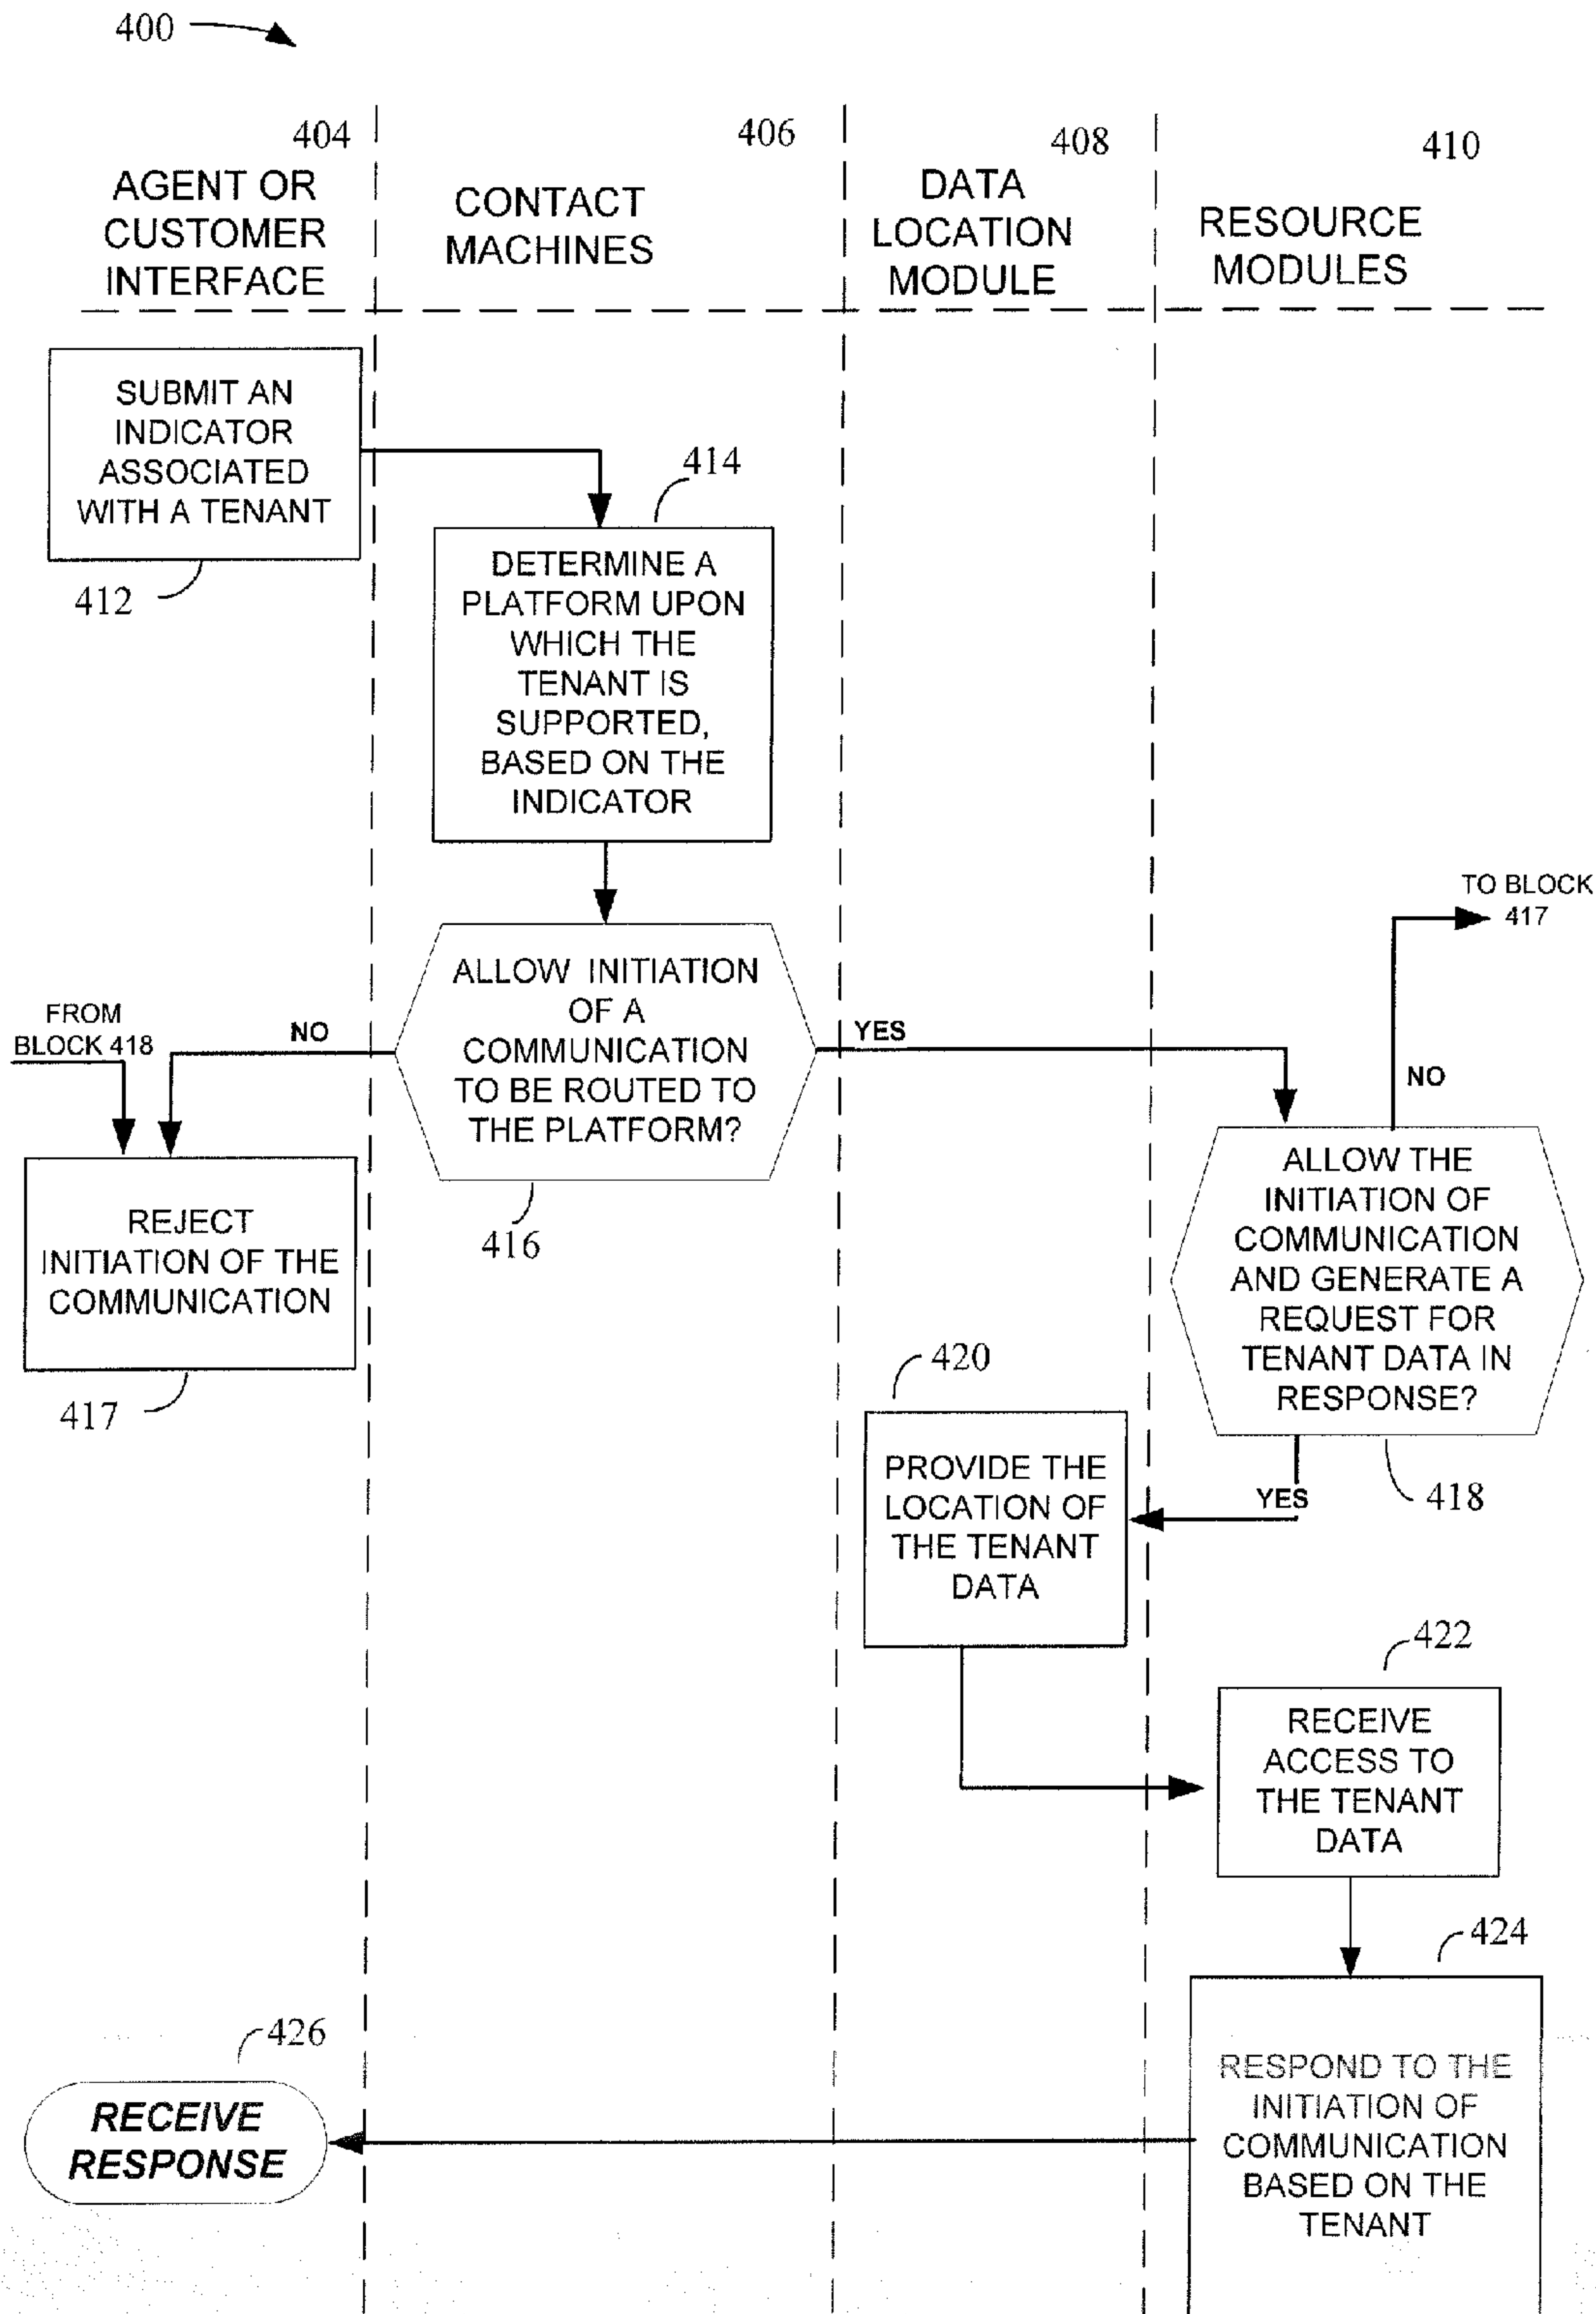 400
404
AGENT OR
CUSTOMER
INTERFACE
406
CONTACT
MACHINES
408
DATA
LOCATION
MODULE
410
RESOURCE
MODULES
SUBMIT AN
INDICATOR
ASSOCIATED
WITH A TENANT
412
414
DETERMINE A
PLATFORM UPON
WHICH THE
TENANT IS
SUPPORTED,
BASED ON THE
INDICATOR
ALLOW INITIATION
OF A
COMMUNICATION
TO BE ROUTED TO
THE PLATFORM?
416
NO
YES
FROM
BLOCK 418
REJECT
INITIATION OF THE
COMMUNICATION
417
TO BLOCK
417
NO
ALLOW THE
INITIATION OF
COMMUNICATION
AND GENERATE A
REQUEST FOR
TENANT DATA IN
RESPONSE?
418
YES
420
PROVIDE THE
LOCATION OF
THE TENANT
DATA
422
RECEIVE
ACCESS TO
THE TENANT
DATA
424
RESPOND TO THE
INITIATION OF
COMMUNICATION
BASED ON THE
TENANT
426
RECEIVE
RESPONSE